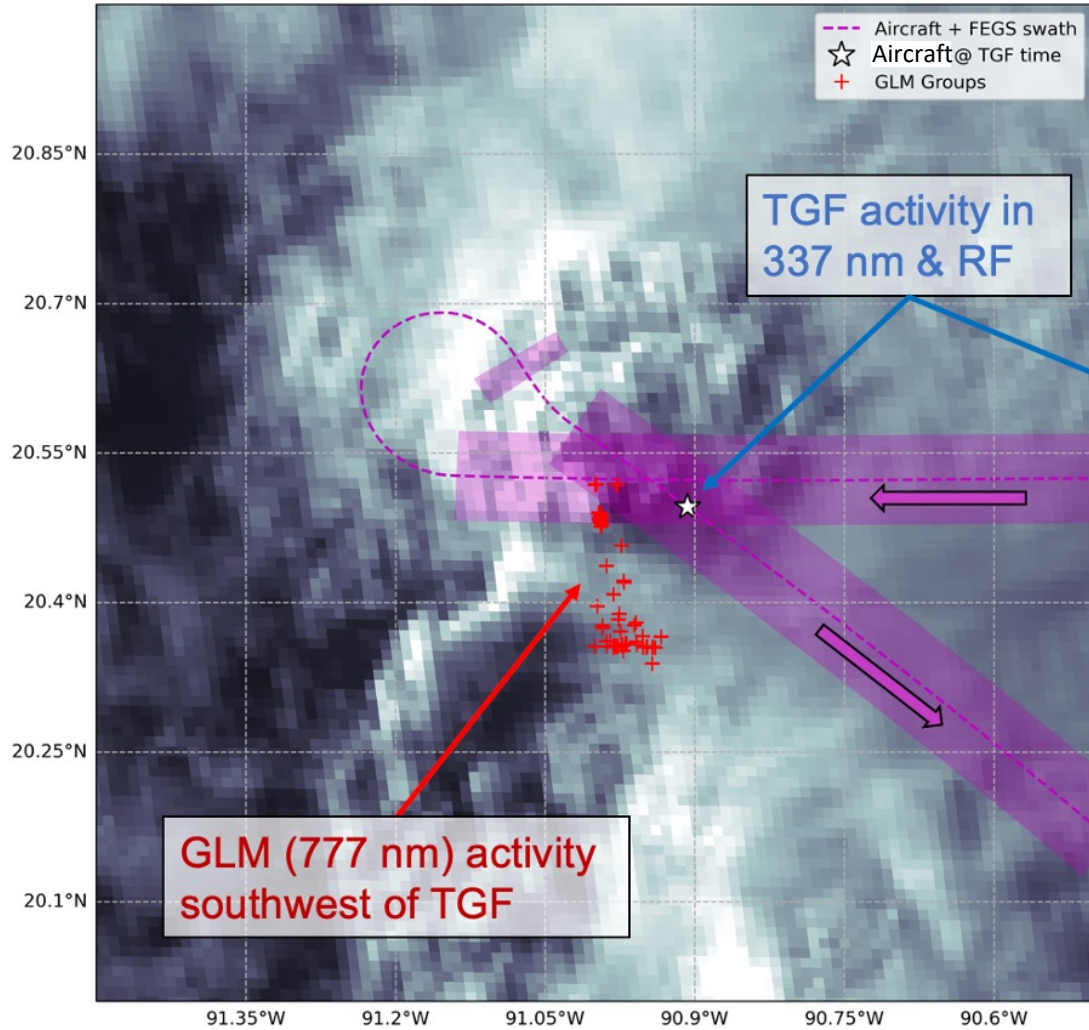 Aircraft + FEGS swath
Aircraft @ TGF time
GLM Groups
20.85°N
TGF activity in
337 nm & RF
20.7°N
20.55°N
20.4°N
20.25°N
GLM (777 nm) activity
southwest of TGF
20.1°N
91.35°W 91.2°W 91.05°W 90.9°W 90.75°W 90.6°W